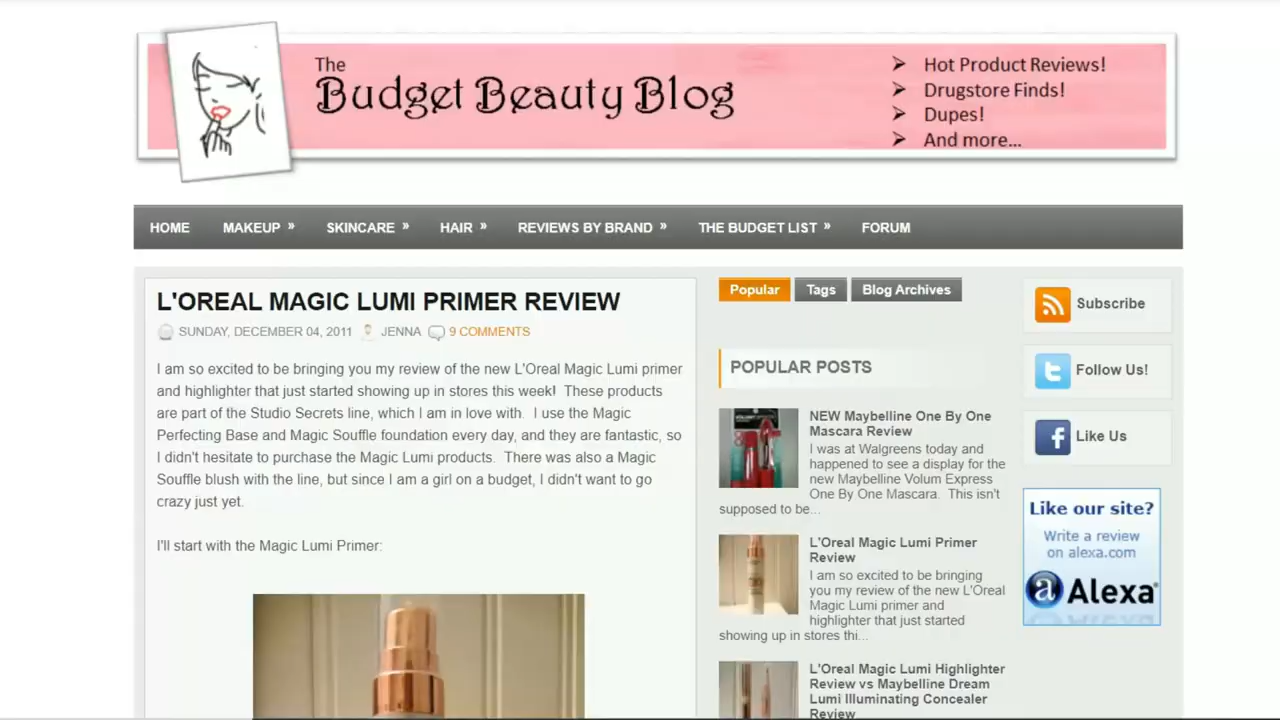 The
Budget Beauty Blog
➢ Hot Product Reviews!
➢ Drugstore Finds!
➢ Dupes!
➢ And more...
HOME MAKEUP » SKINCARE » HAIR » REVIEWS BY BRAND » THE BUDGET LIST » FORUM
L'OREAL MAGIC LUMI PRIMER REVIEW
SUNDAY, DECEMBER 04, 2011 JENNA 9 COMMENTS
I am so excited to be bringing you my review of the new L'Oreal Magic Lumi primer
and highlighter that just started showing up in stores this week! These products
are part of the Studio Secrets line, which I am in love with. I use the Magic
Perfecting Base and Magic Souffle foundation every day, and they are fantastic, so
I didn't hesitate to purchase the Magic Lumi products. There was also a Magic
Souffle blush with the line, but since I am a girl on a budget, I didn't want to go
crazy just yet.
I'll start with the Magic Lumi Primer:
Popular Tags Blog Archives
POPULAR POSTS
NEW Maybelline One By One
Mascara Review
I was at Walgreens today and
happened to see a display for the
new Maybelline Volum Express
One By One Mascara. This isn't
supposed to be...
L'Oreal Magic Lumi Primer
Review
I am so excited to be bringing
you my review of the new L'Oreal
Magic Lumi primer and
highlighter that just started
showing up in stores thi...
L'Oreal Magic Lumi Highlighter
Review vs Maybelline Dream
Lumi Illuminating Concealer
Review
Subscribe
Follow Us!
Like Us
Like our site?
Write a review
on alexa.com
Alexa